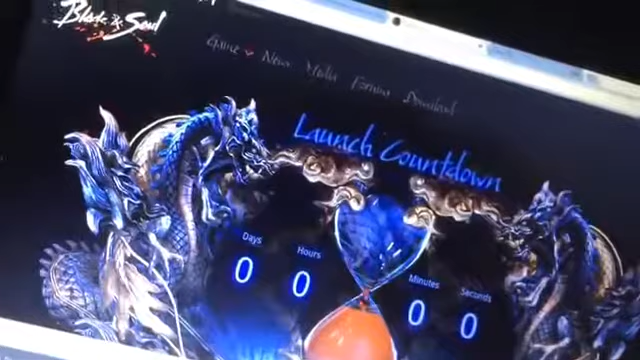 Blade & Soul
Game News Media Forums Download
Launch Countdown
Days Hours Minutes Seconds
0 0 0 0